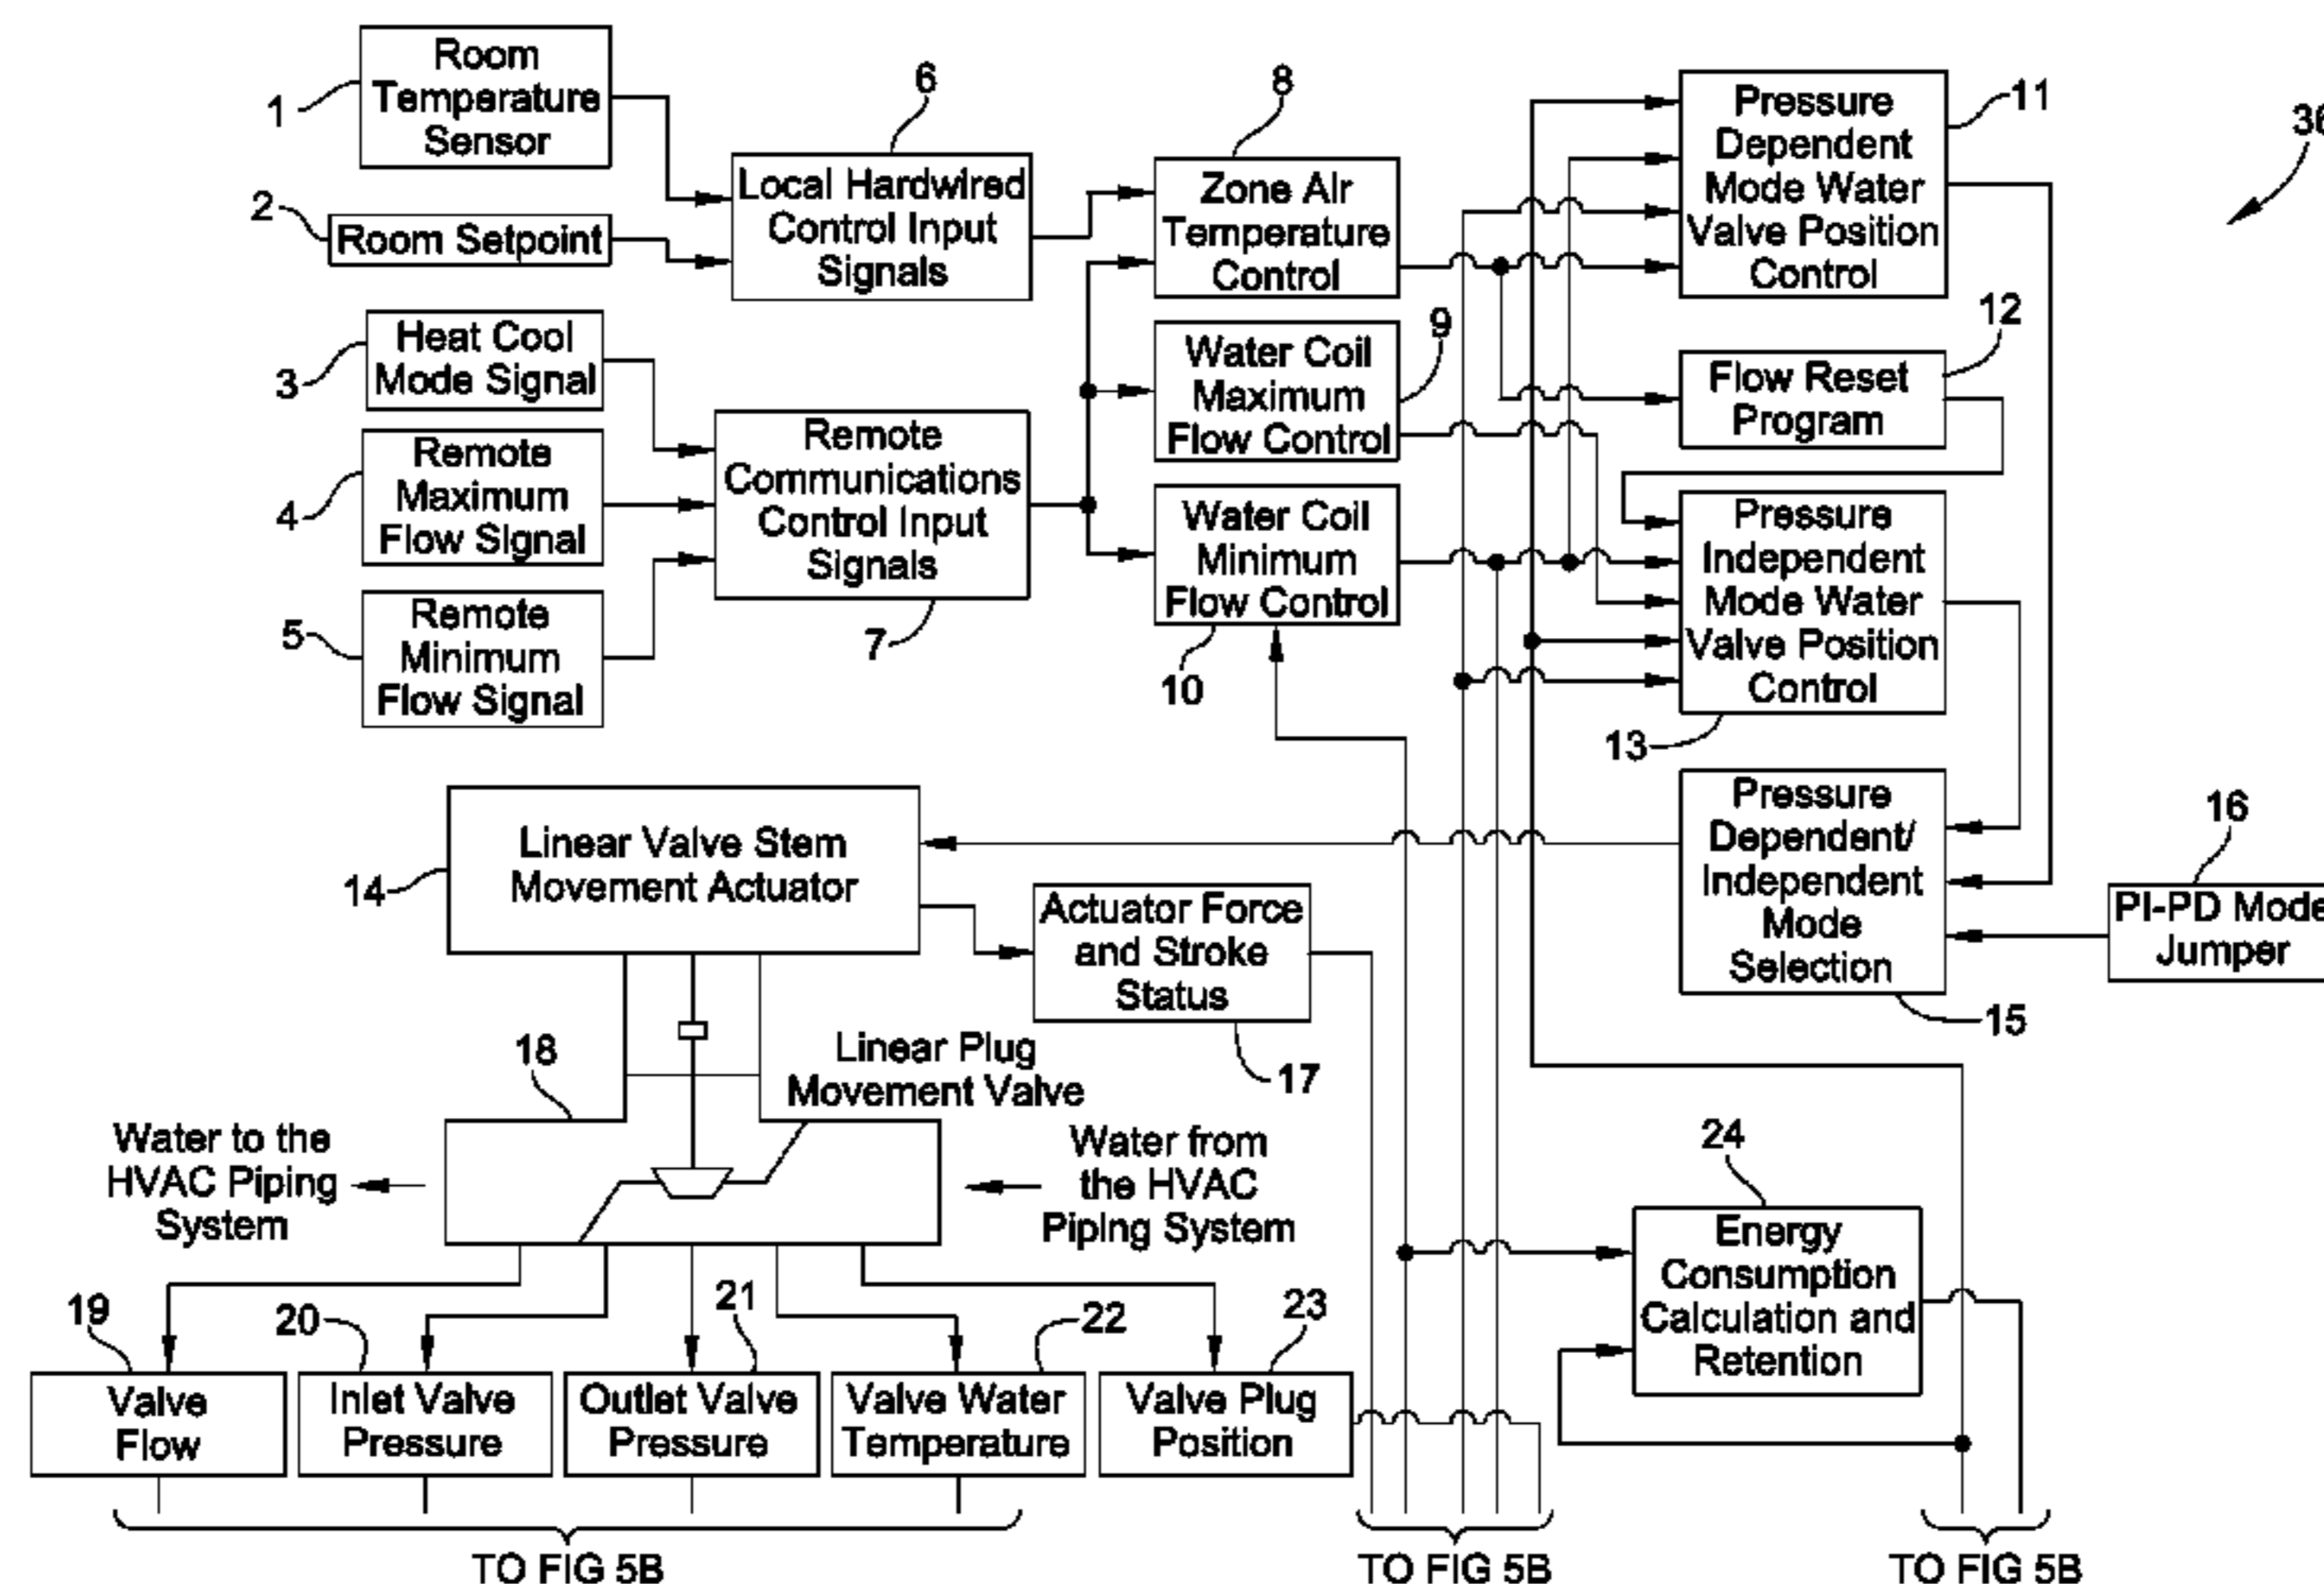 Room
Temperature
Sensor
1
2
Room Setpoint
Heat Cool
Mode Signal
3
Remote
Maximum
Flow Signal
4
Remote
Minimum
Flow Signal
5
6
Local Hardwired
Control Input
Signals
Remote
Communications
Control Input
Signals
7
8
Zone Air
Temperature
Control
9
Water Coil
Maximum
Flow Control
Water Coil
Minimum
Flow Control
10
Pressure
Dependent
Mode Water
Valve Position
Control
11
36
12
Flow Reset
Program
Pressure
Independent
Mode Water
Valve Position
Control
13
Pressure
Dependent/
Independent
Mode
Selection
15
16
PI-PD Mode
Jumper
Linear Valve Stem
Movement Actuator
14
Actuator Force
and Stroke
Status
17
18
Linear Plug
Movement Valve
Water to the
HVAC Piping
System
Water from
the HVAC
Piping System
24
Energy
Consumption
Calculation and
Retention
19
Valve
Flow
20
Inlet Valve
Pressure
21
Outlet Valve
Pressure
22
Valve Water
Temperature
23
Valve Plug
Position
TO FIG 5B
TO FIG 5B
TO FIG 5B